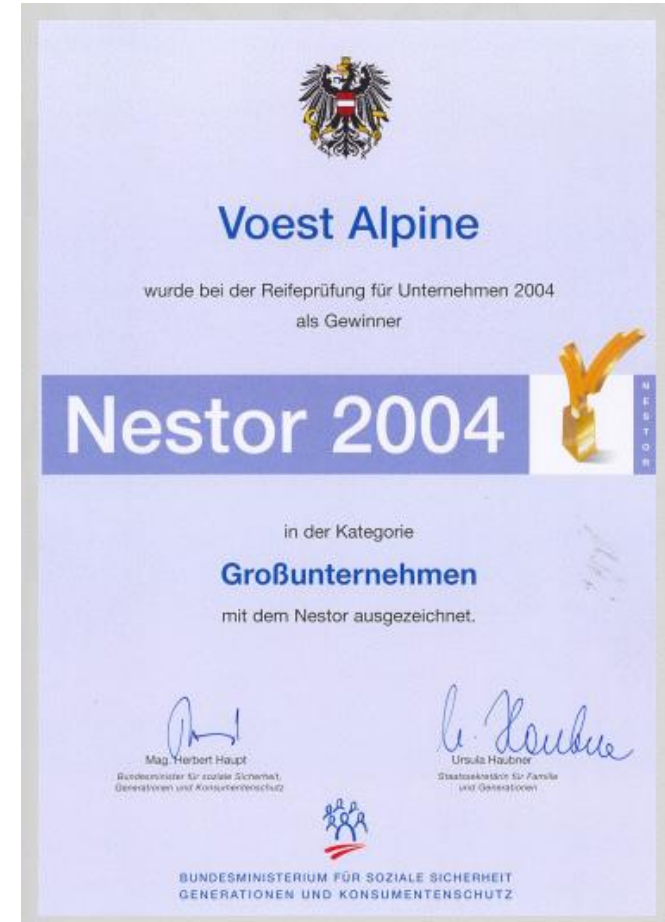 Voest Alpine
wurde bei der Reifeprüfung für Unternehmen 2004
als Gewinner
Nestor 2004
NESTOR
in der Kategorie
Großunternehmen
mit dem Nestor ausgezeichnet.
Mag. Herbert Haupt
Bundesminister für soziale Sicherheit,
Generationen und Konsumentenschutz
U. Haubner
Ursula Haubner
Staatssekretärin für Familie
und Generationen
BUNDESMINISTERIUM FÜR SOZIALE SICHERHEIT
GENERATIONEN UND KONSUMENTENSCHUTZ